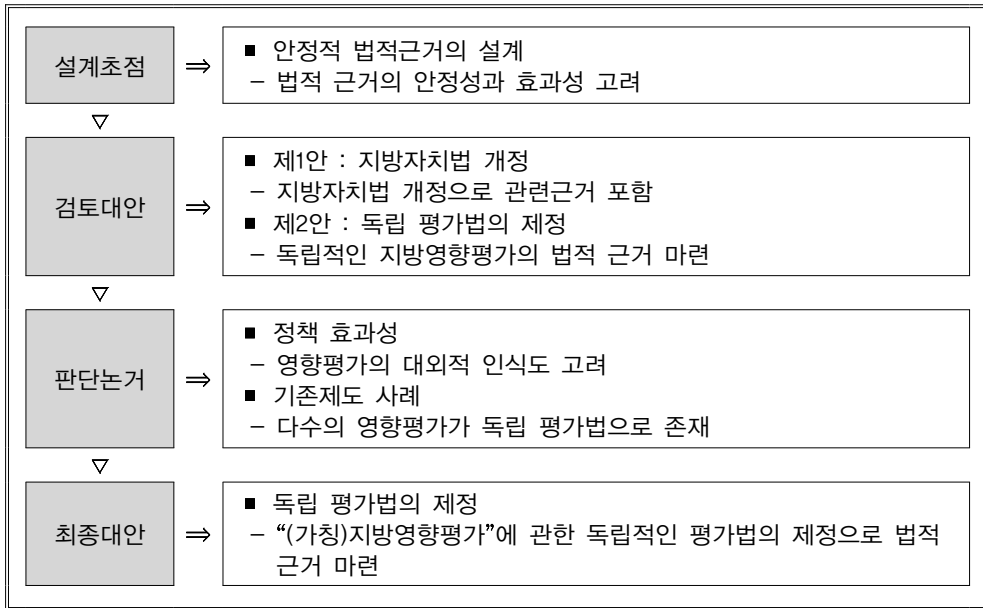 설계초점 ⇒
■ 안정적 법적근거의 설계
– 법적 근거의 안정성과 효과성 고려
▽
검토대안 ⇒
■ 제1안 : 지방자치법 개정
– 지방자치법 개정으로 관련근거 포함
■ 제2안 : 독립 평가법의 제정
– 독립적인 지방영향평가의 법적 근거 마련
▽
판단논거 ⇒
■ 정책 효과성
– 영향평가의 대외적 인식도 고려
■ 기존제도 사례
– 다수의 영향평가가 독립 평가법으로 존재
▽
최종대안 ⇒
■ 독립 평가법의 제정
– “(가칭)지방영향평가”에 관한 독립적인 평가법의 제정으로 법적
근거 마련